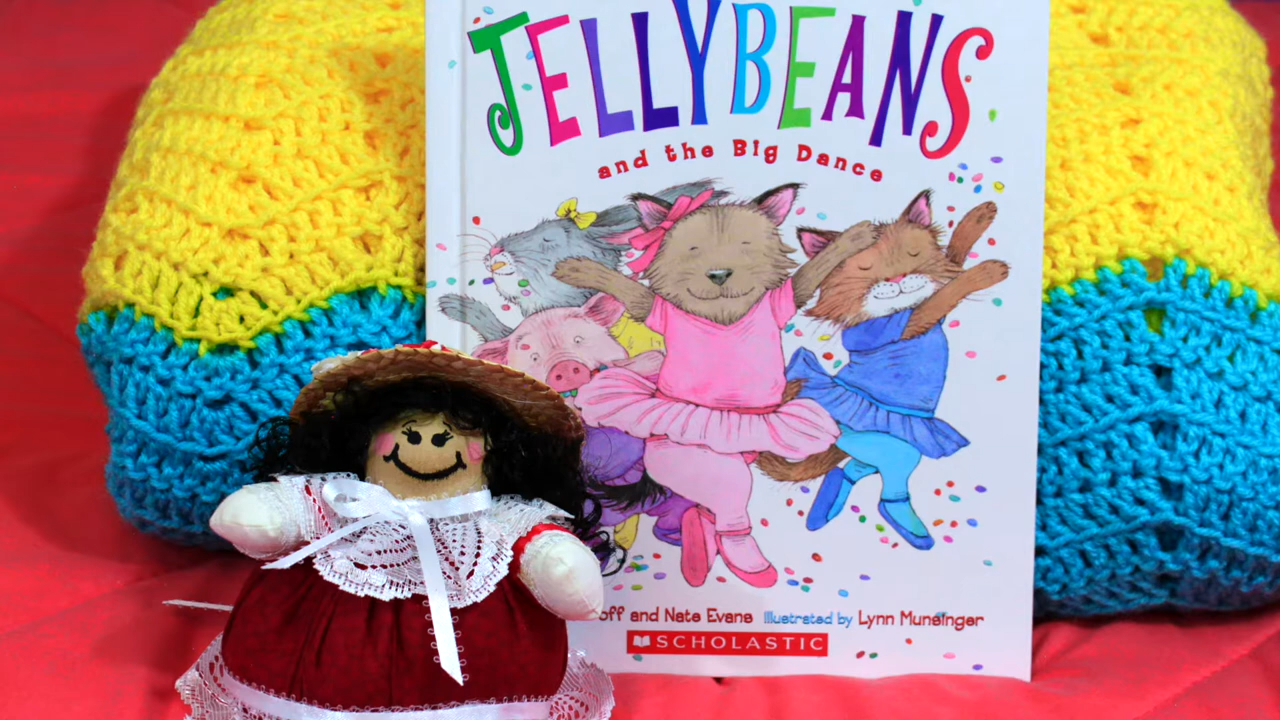 JELLYBEANS
and the Big Dance
and Nate Evans Illustrated by Lynn Munsinger
SCHOLASTIC